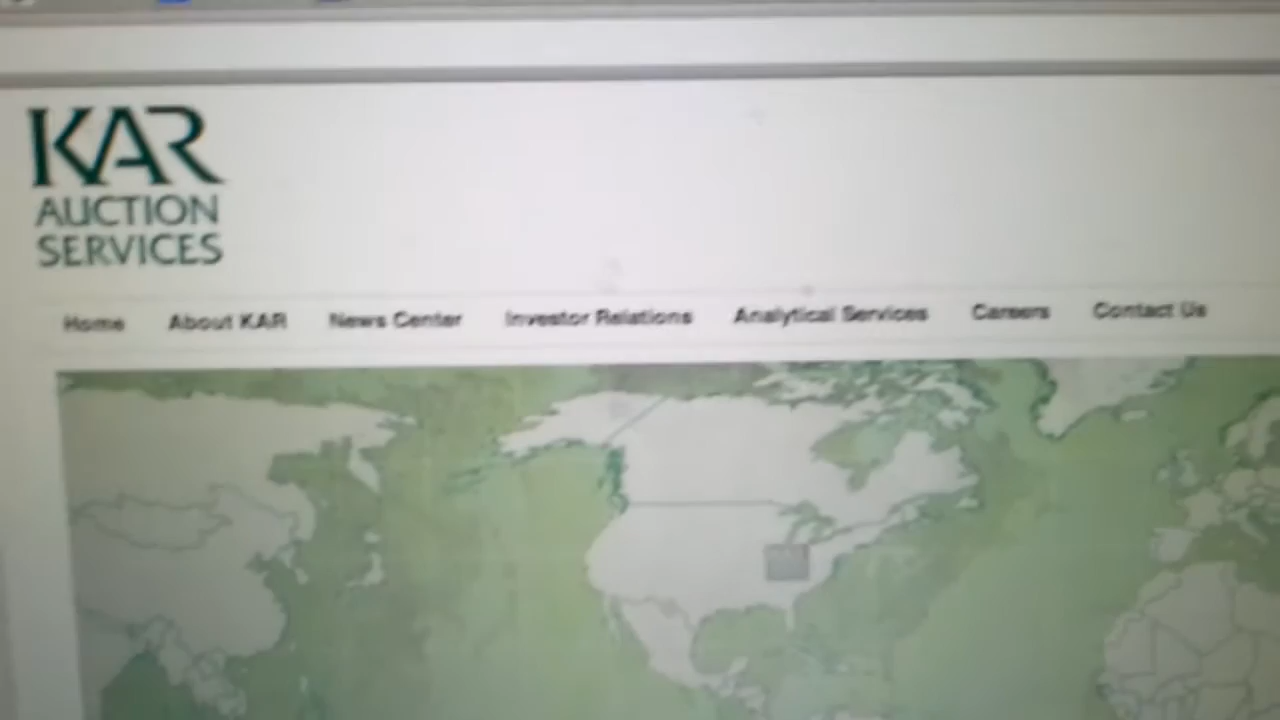 KAR
AUCTION
SERVICES
Home About KAR News Center Investor Relations Analytical Services Careers Contact Us